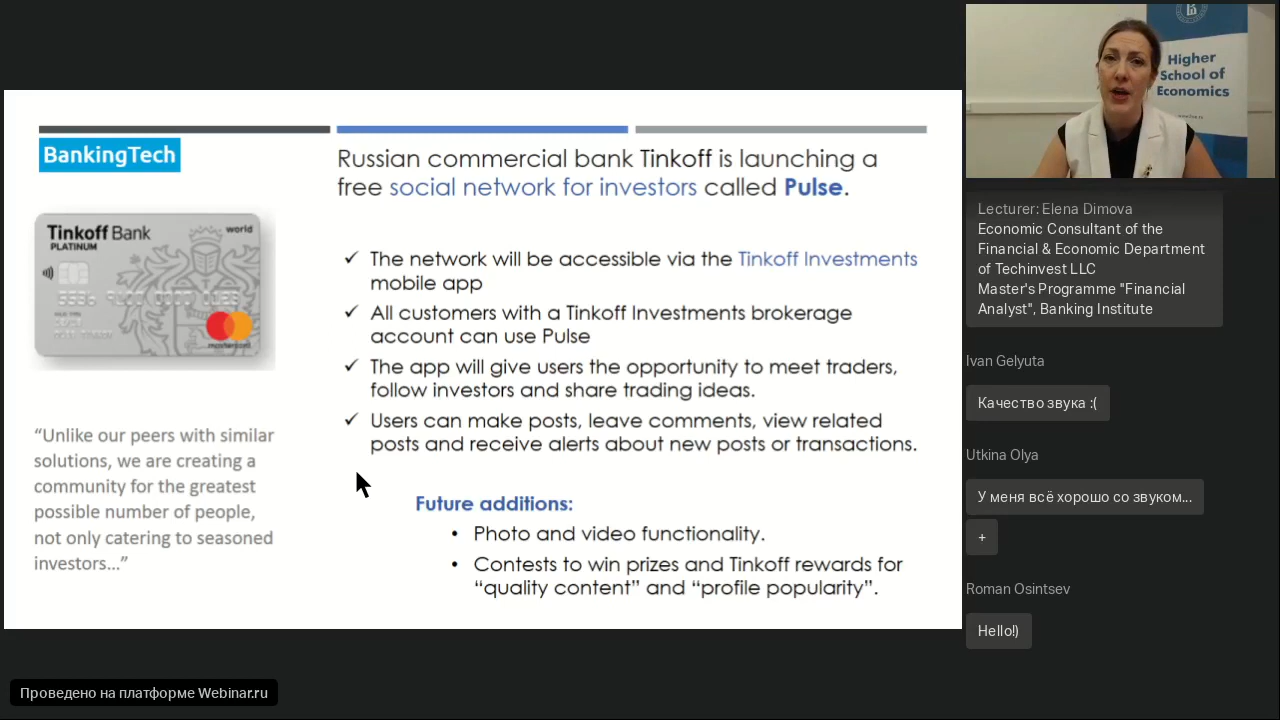 BankingTech
Russian commercial bank Tinkoff is launching a
free social network for investors called Pulse.
Tinkoff Bank
PLATINUM
world
mastercard
The network will be accessible via the Tinkoff Investments
mobile app
All customers with a Tinkoff Investments brokerage
account can use Pulse
The app will give users the opportunity to meet traders,
follow investors and share trading ideas.
Users can make posts, leave comments, view related
posts and receive alerts about new posts or transactions.
“Unlike our peers with similar
solutions, we are creating a
community for the greatest
possible number of people,
not only catering to seasoned
investors...”
Future additions:
• Photo and video functionality.
• Contests to win prizes and Tinkoff rewards for
“quality content” and “profile popularity”.
Higher
School of
Economics
Lecturer: Elena Dimova
Economic Consultant of the
Financial & Economic Department
of Techinvest LLC
Master's Programme "Financial
Analyst", Banking Institute
Ivan Gelyuta
Качество звука :(
Utkina Olya
У меня всё хорошо со звуком...
+
Roman Osintsev
Hello!)
Проведено на платформе Webinar.ru